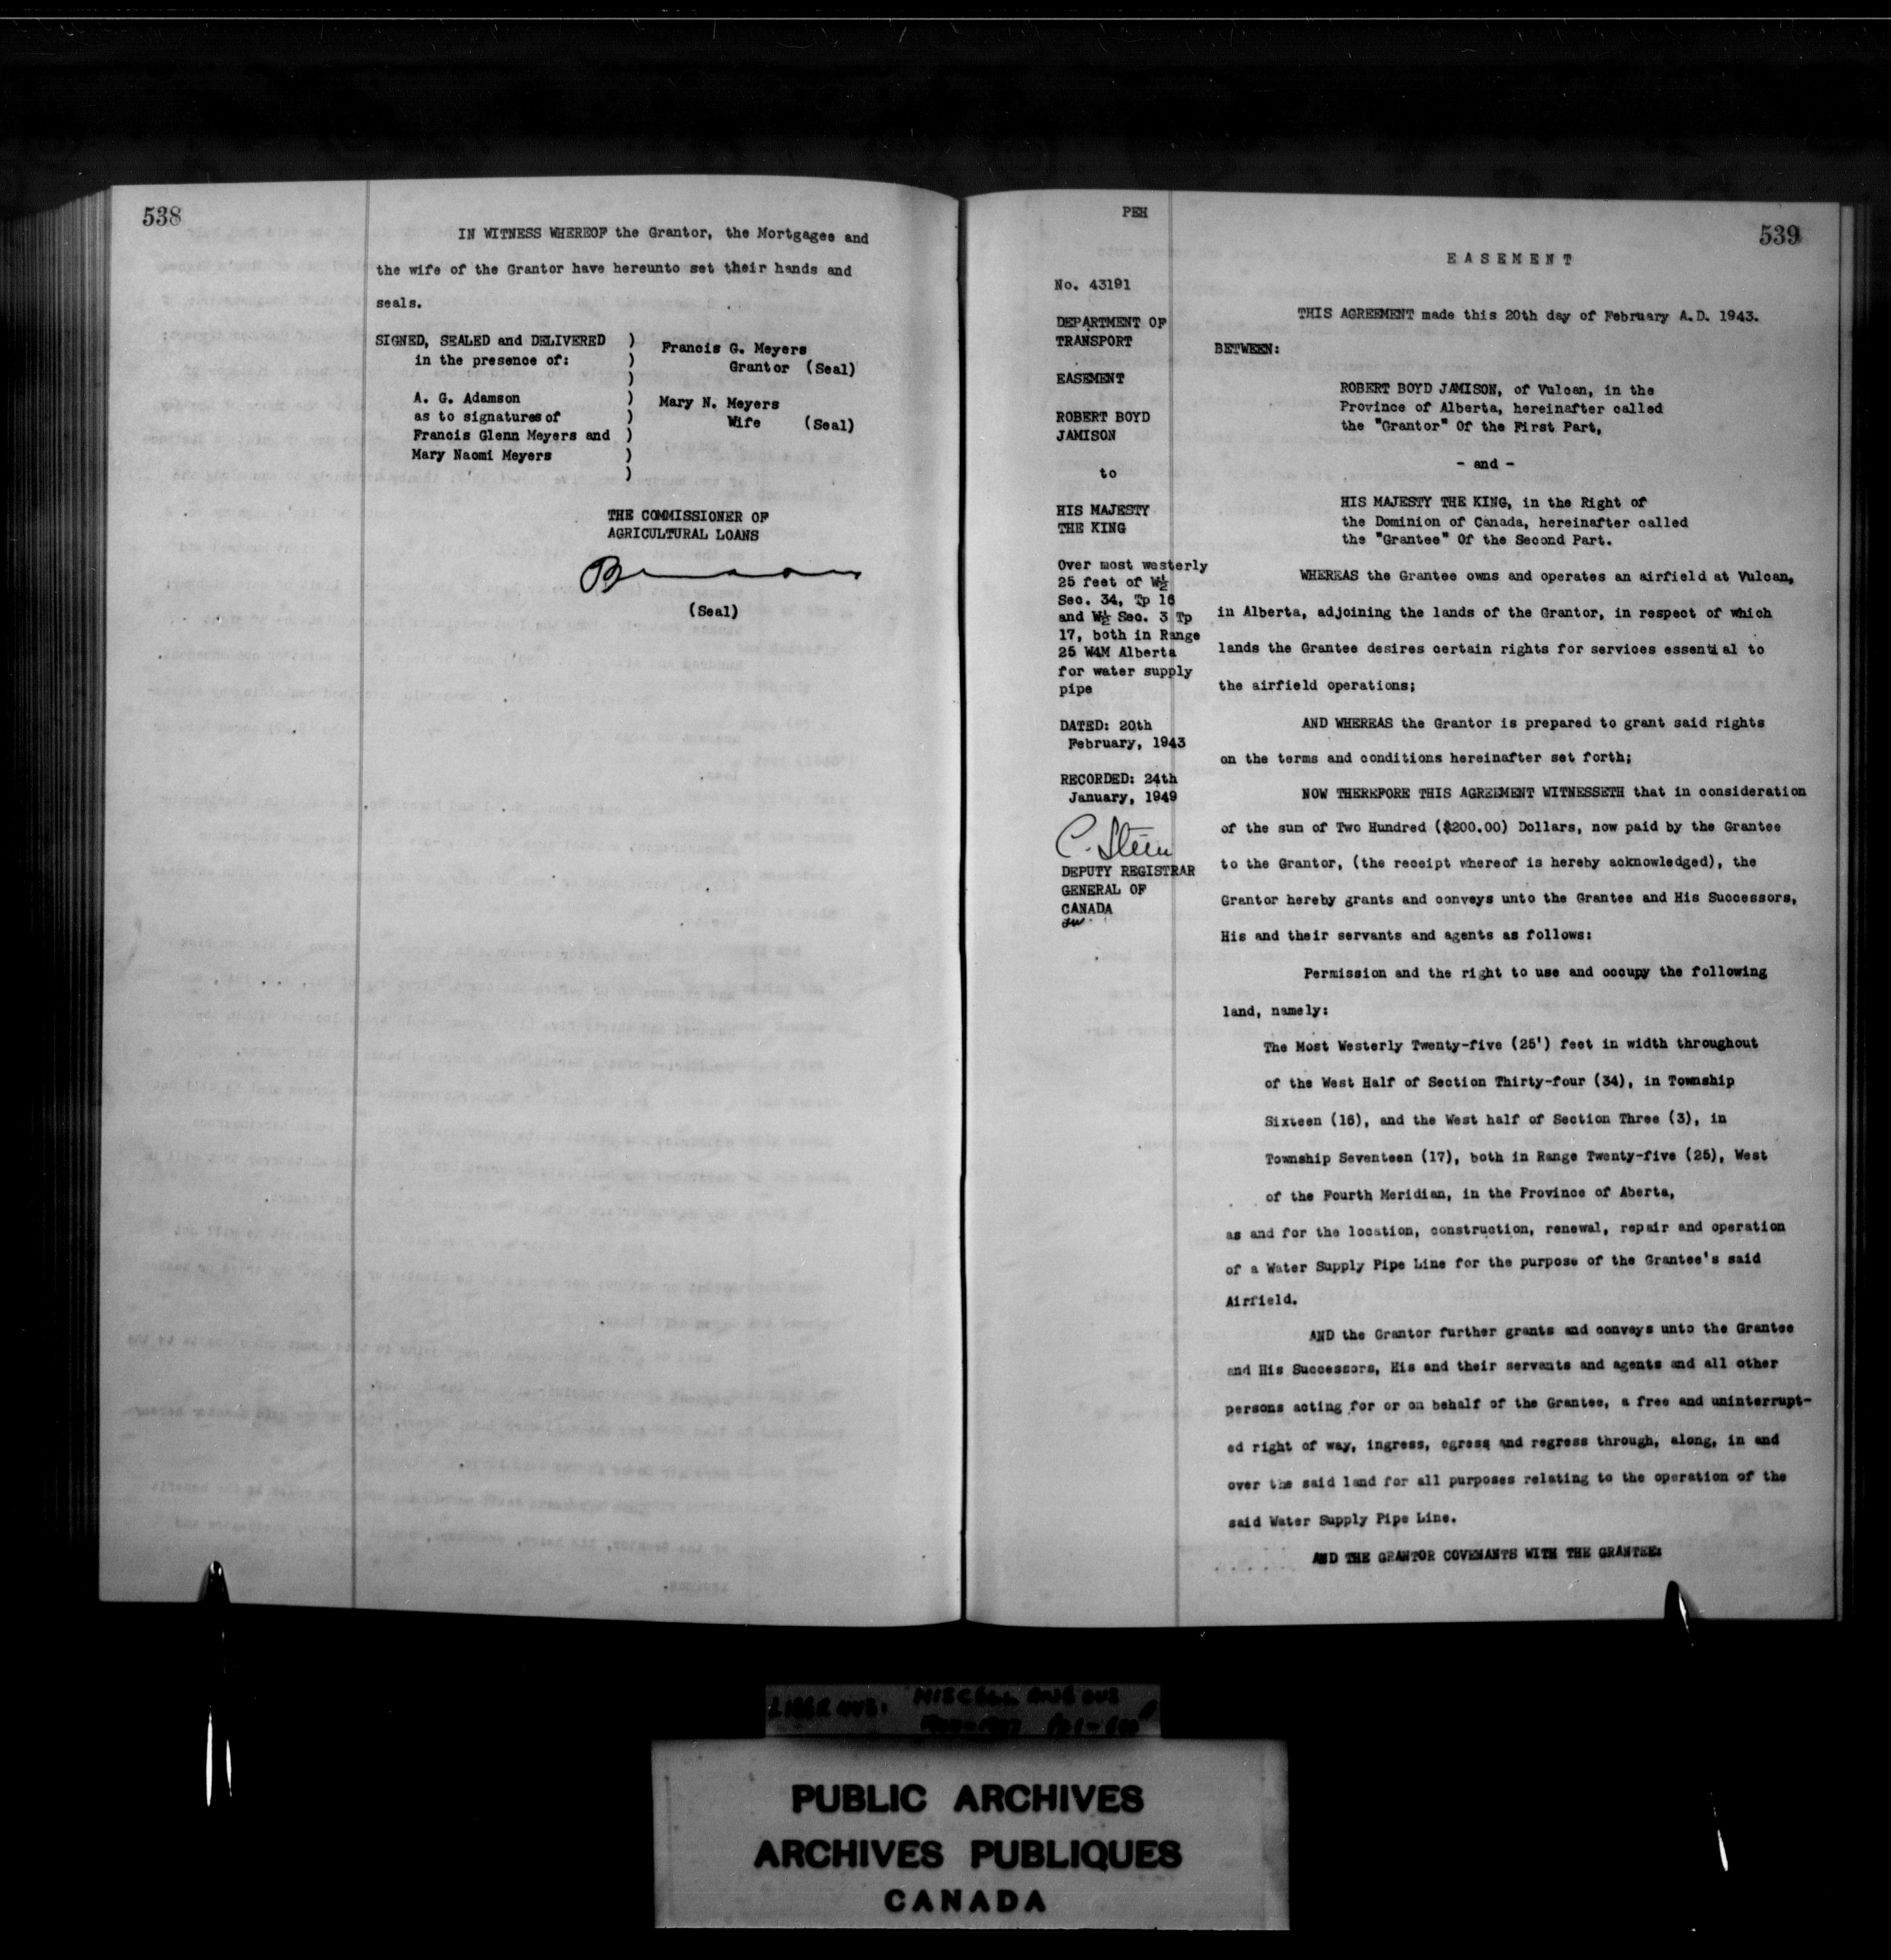 538
IN WITNESS WHEREOF the Grantor, the Mortgagee and
the wife of the Grantor have hereunto set their hands and
seals.
SIGNED, SEALED and DELIVERED )
in the presence of: )
)
A. G. Adamson )
as to signatures of )
Francis Glenn Meyers and )
Mary Naomi Meyers )
)
Francis G. Meyers
Grantor (Seal)
Mary N. Meyers
Wife (Seal)
THE COMMISSIONER OF
AGRICULTURAL LOANS
(Seal)
PEH
539
No. 43191
DEPARTMENT OF
TRANSPORT
EASEMENT
ROBERT BOYD
JAMISON
to
HIS MAJESTY
THE KING
Over most westerly
25 feet of W½
Sec. 34, Tp 16
and W½ Sec. 3 Tp
17, both in Range
25 W4M Alberta
for water supply
pipe
DATED: 20th
February, 1943
RECORDED: 24th
January, 1949
C. Stein
DEPUTY REGISTRAR
GENERAL OF
CANADA
EASEMENT
THIS AGREEMENT made this 20th day of February A.D. 1943.
BETWEEN:
ROBERT BOYD JAMISON, of Vulcan, in the
Province of Alberta, hereinafter called
the "Grantor" Of the First Part,
- and -
HIS MAJESTY THE KING, in the Right of
the Dominion of Canada, hereinafter called
the "Grantee" Of the Second Part.
WHEREAS the Grantee owns and operates an airfield at Vulcan,
in Alberta, adjoining the lands of the Grantor, in respect of which
lands the Grantee desires certain rights for services essential to
the airfield operations;
AND WHEREAS the Grantor is prepared to grant said rights
on the terms and conditions hereinafter set forth;
NOW THEREFORE THIS AGREEMENT WITNESSETH that in consideration
of the sum of Two Hundred ($200.00) Dollars, now paid by the Grantee
to the Grantor, (the receipt whereof is hereby acknowledged), the
Grantor hereby grants and conveys unto the Grantee and His Successors,
His and their servants and agents as follows:
Permission and the right to use and occupy the following
land, namely:
The Most Westerly Twenty-five (25') feet in width throughout
of the West Half of Section Thirty-four (34), in Township
Sixteen (16), and the West half of Section Three (3), in
Township Seventeen (17), both in Range Twenty-five (25), West
of the Fourth Meridian, in the Province of Aberta,
as and for the location, construction, renewal, repair and operation
of a Water Supply Pipe Line for the purpose of the Grantee's said
Airfield.
AND the Grantor further grants and conveys unto the Grantee
and His Successors, His and their servants and agents and all other
persons acting for or on behalf of the Grantee, a free and uninterrupt-
ed right of way, ingress, egress and regress through, along, in and
over the said land for all purposes relating to the operation of the
said Water Supply Pipe Line.
AND THE GRANTOR COVENANTS WITH THE GRANTEE:
PUBLIC ARCHIVES
ARCHIVES PUBLIQUES
CANADA